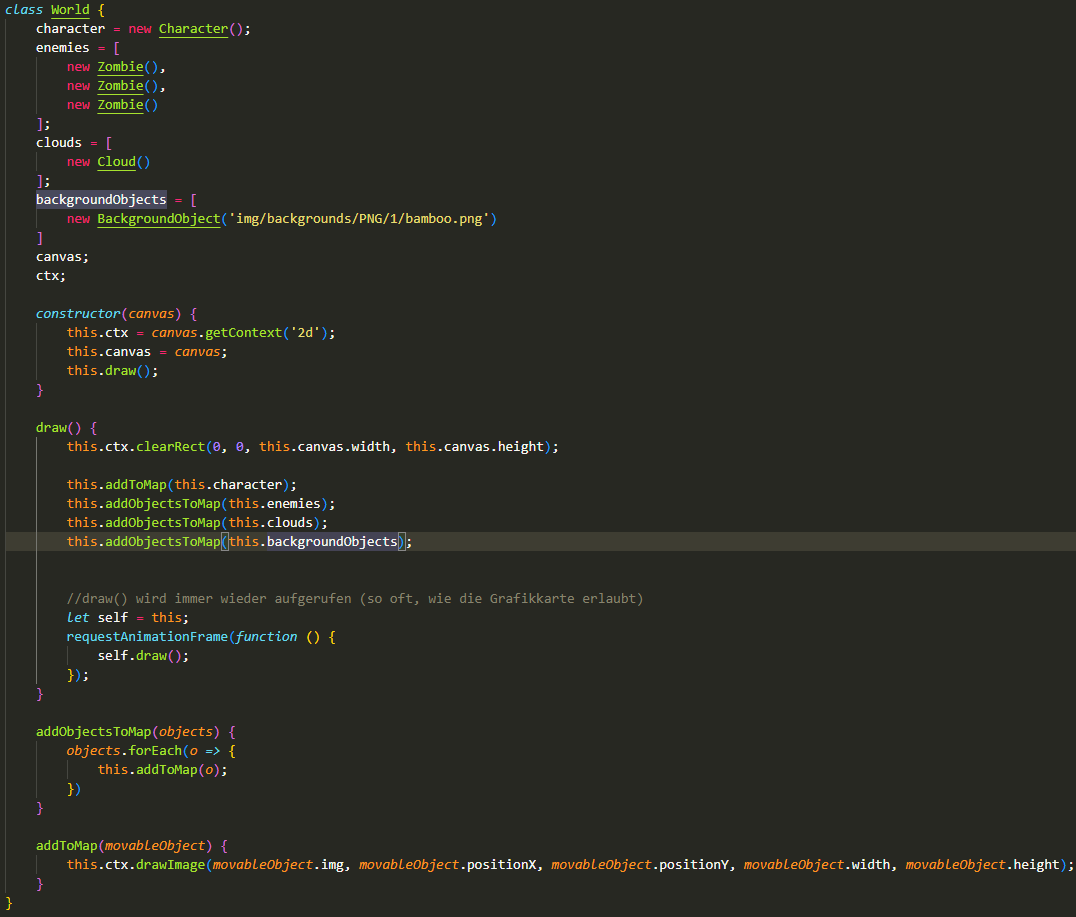 class World {
    character = new Character();
    enemies = [
        new Zombie(),
        new Zombie(),
        new Zombie()
    ];
    clouds = [
        new Cloud()
    ];
    backgroundObjects = [
        new BackgroundObject('img/backgrounds/PNG/1/bamboo.png')
    ]
    canvas;
    ctx;

    constructor(canvas) {
        this.ctx = canvas.getContext('2d');
        this.canvas = canvas;
        this.draw();
    }

    draw() {
        this.ctx.clearRect(0, 0, this.canvas.width, this.canvas.height);

        this.addToMap(this.character);
        this.addObjectsToMap(this.enemies);
        this.addObjectsToMap(this.clouds);
        this.addObjectsToMap(this.backgroundObjects);


        //draw() wird immer wieder aufgerufen (so oft, wie die Grafikkarte erlaubt)
        let self = this;
        requestAnimationFrame(function () {
            self.draw();
        });
    }

    addObjectsToMap(objects) {
        objects.forEach(o => {
            this.addToMap(o);
        })
    }

    addToMap(movableObject) {
        this.ctx.drawImage(movableObject.img, movableObject.positionX, movableObject.positionY, movableObject.width, movableObject.height);
    }
}